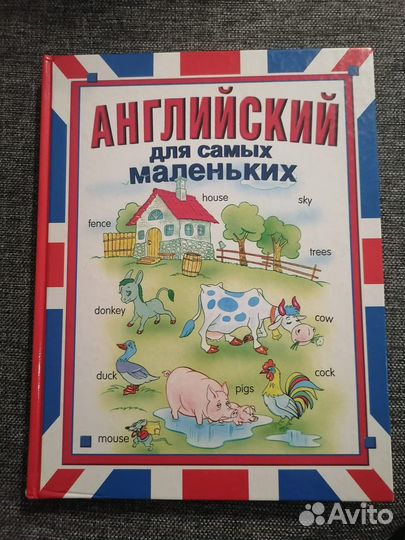 АНГЛИЙСКИЙ
для самых
маленьких
house
sky
fence
trees
donkey
cow
duck
cock
pigs
mouse
Avito